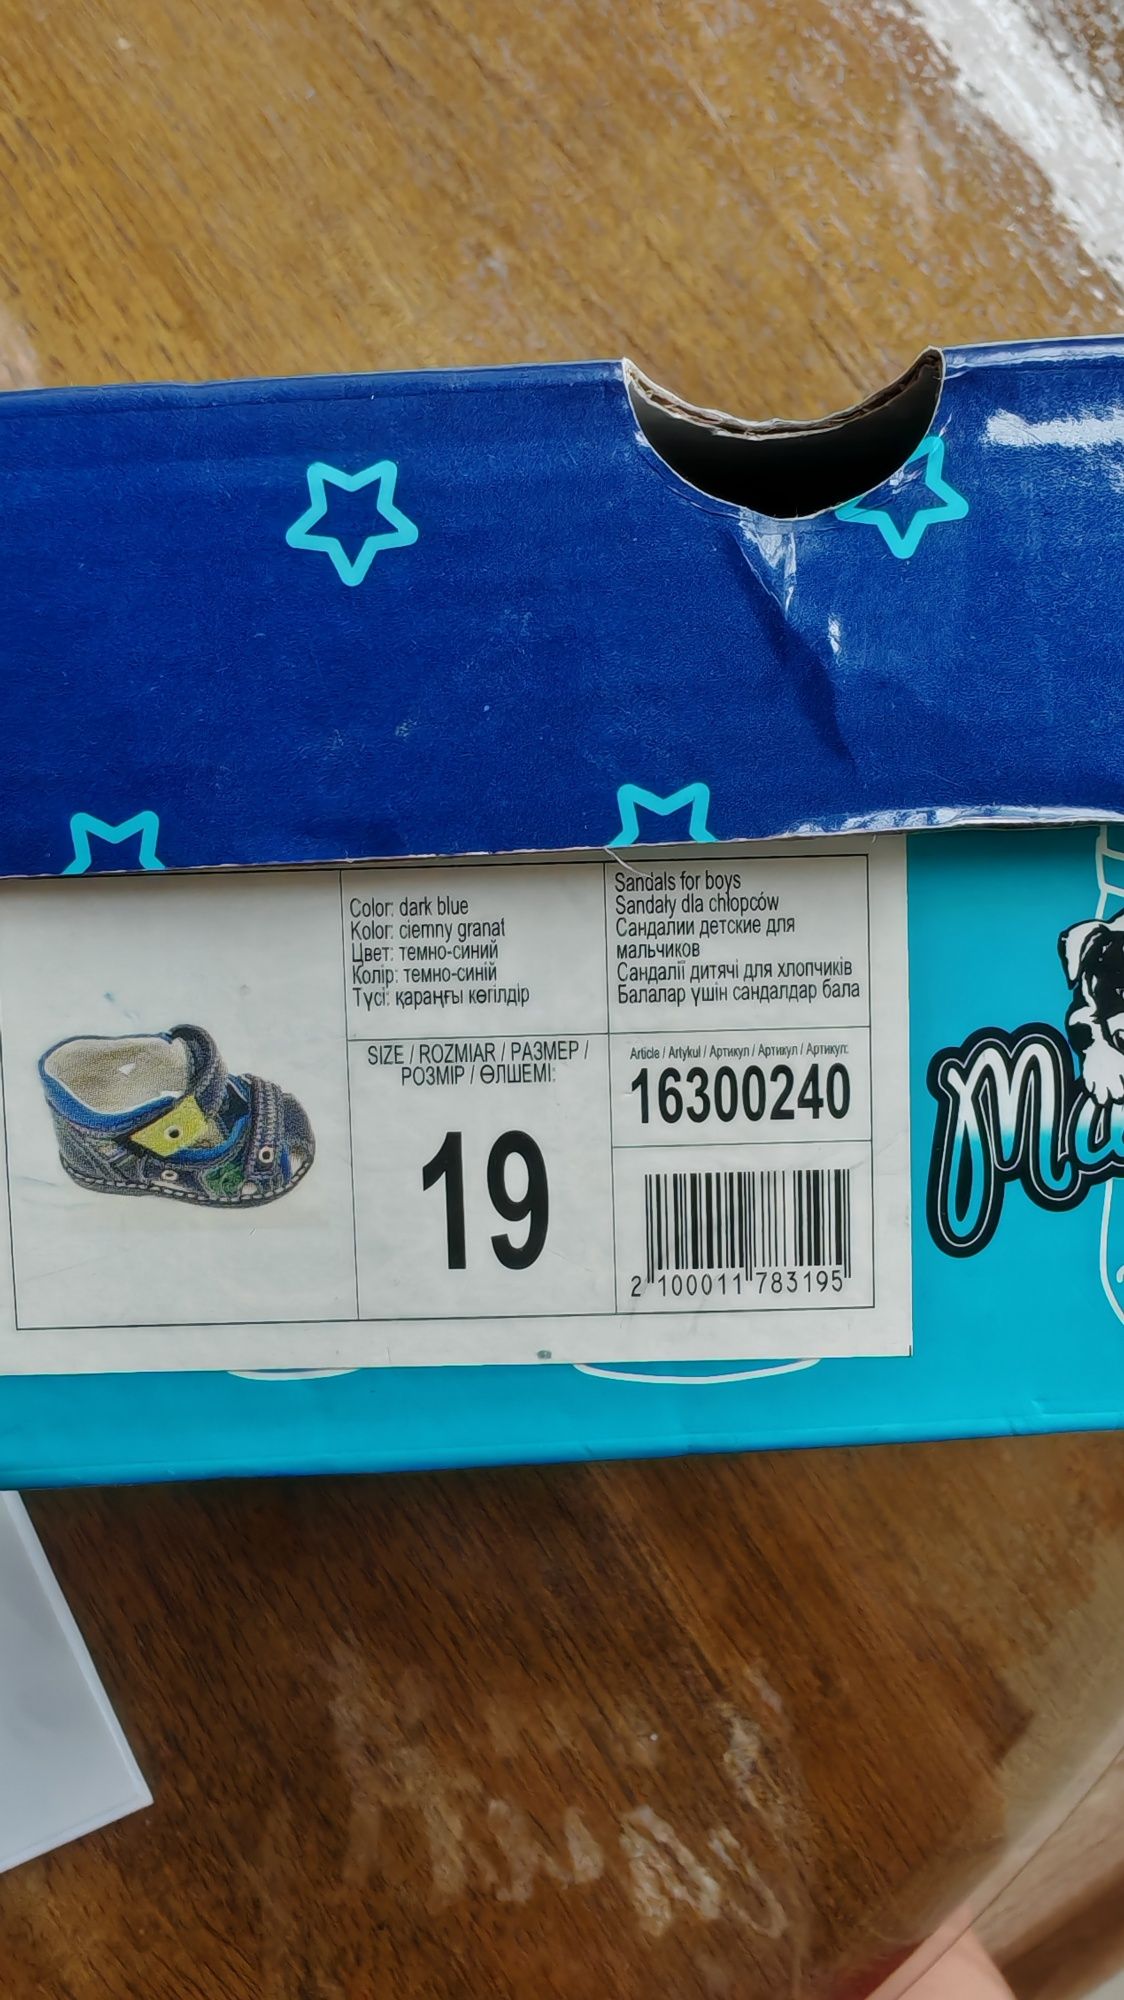 Color: dark blue
Kolor: ciemny granat
Цвет: темно-синий
Колір: темно-синій
Түсі: қараңғы көгілдір
Sandals for boys
Sandały dla chłopców
Сандалии детские для
мальчиков
Сандалії дитячі для хлопчиків
Балалар үшін сандалдар бала
SIZE / ROZMIAR / РАЗМЕР /
РОЗМІР / ӨЛШЕМІ:
19
Article / Artykuł / Артикул / Артикул / Артикул:
16300240
2 100011 783195